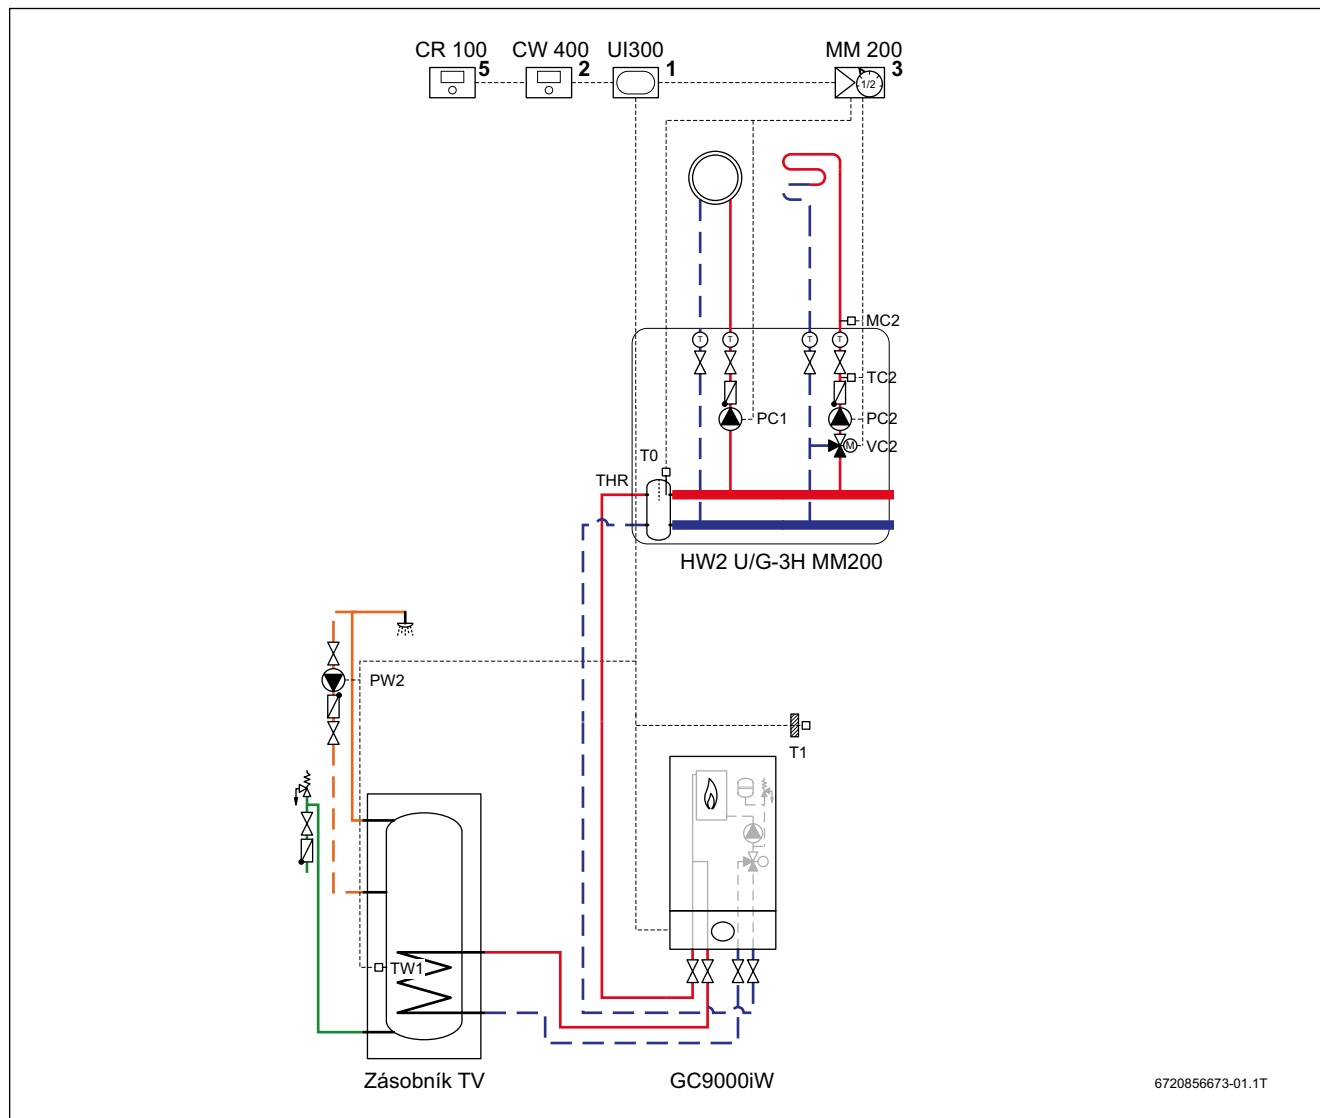 CR 100 CW 400 UI300 MM 200
5 2 1 3
1/2
MC2
T T T T
TC2
PC1 PC2
M VC2
T0
THR
HW2 U/G-3H MM200
PW2
T1
TW1
Zásobník TV GC9000iW
6720856673-01.1T